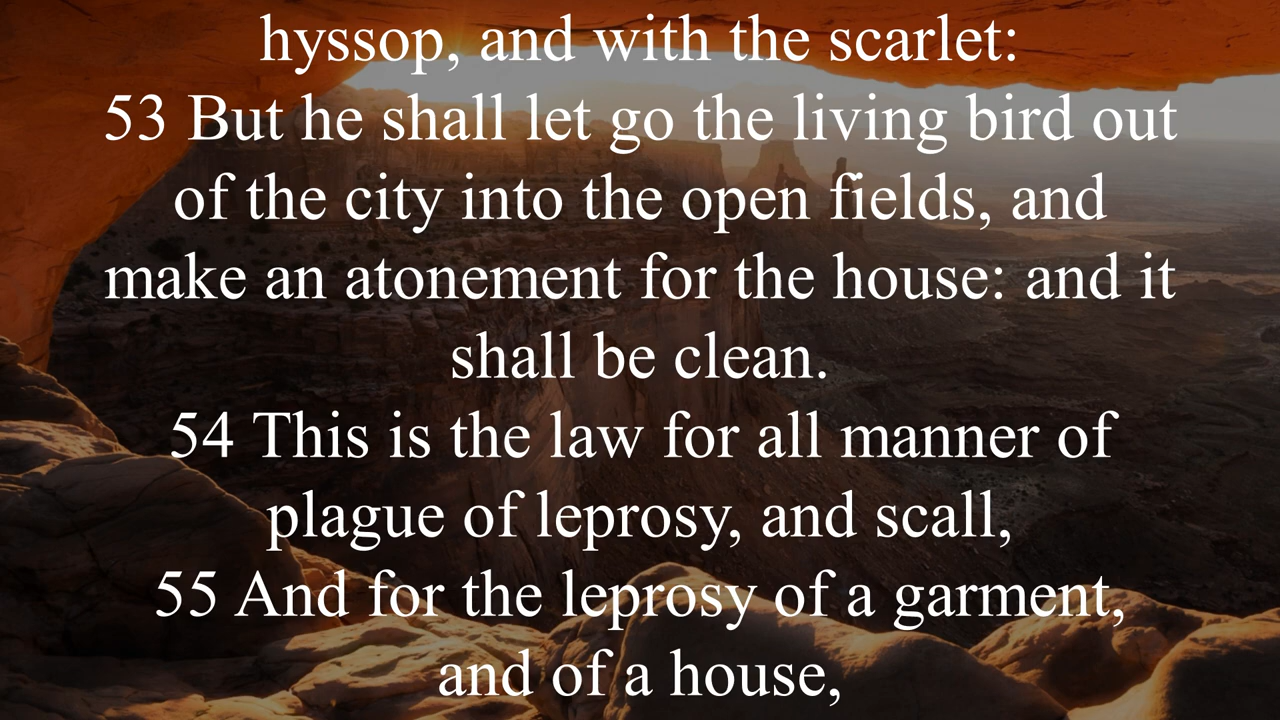 hyssop, and with the scarlet:
53 But he shall let go the living bird out
of the city into the open fields, and
make an atonement for the house: and it
shall be clean.
54 This is the law for all manner of
plague of leprosy, and scall,
55 And for the leprosy of a garment,
and of a house,